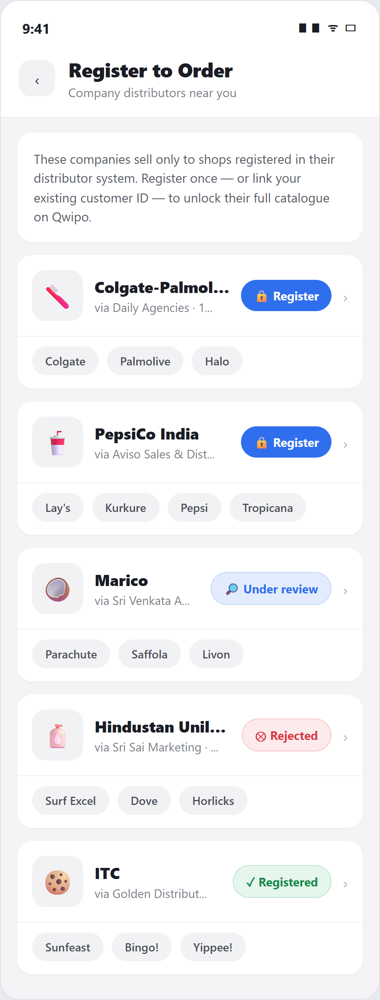 9:41
Register to Order
Company distributors near you
These companies sell only to shops registered in their
distributor system. Register once — or link your
existing customer ID — to unlock their full catalogue
on Qwipo.
Colgate-Palmol...
Register
via Daily Agencies · 1...
Colgate Palmolive Halo
PepsiCo India
Register
via Aviso Sales & Dist...
Lay's Kurkure Pepsi Tropicana
Marico
Under review
via Sri Venkata A...
Parachute Saffola Livon
Hindustan Unil...
Rejected
via Sri Sai Marketing · ...
Surf Excel Dove Horlicks
ITC
✓ Registered
via Golden Distribut...
Sunfeast Bingo! Yippee!